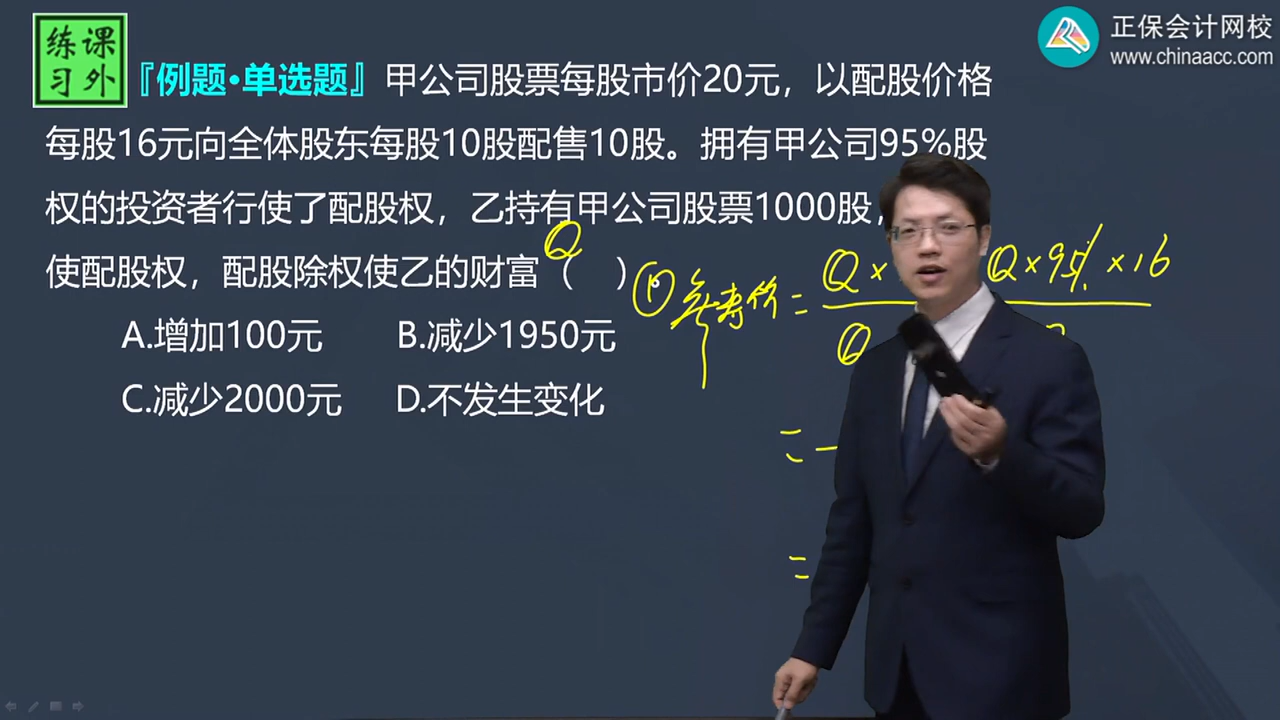 练课
习外
正保会计网校
www.chinaacc.com
『例题·单选题』甲公司股票每股市价20元，以配股价格
每股16元向全体股东每股10股配售10股。拥有甲公司95%股
权的投资者行使了配股权，乙持有甲公司股票1000股，
使配股权，配股除权使乙的财富（ ）
Q
A.增加100元 B.减少1950元
C.减少2000元 D.不发生变化
① 参考价 = Q× Q×95%×16
Q
= 一
=